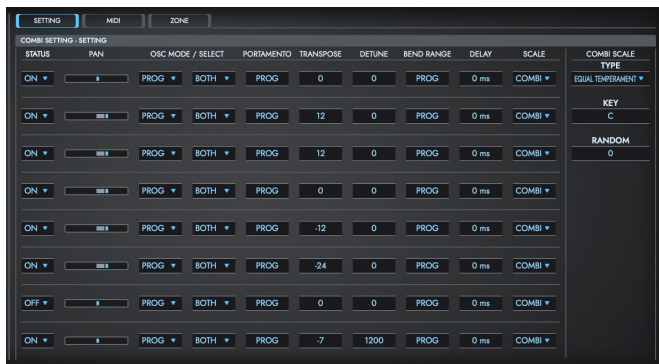 SETTING MIDI ZONE
COMBI SETTING - SETTING
STATUS PAN OSC MODE / SELECT PORTAMENTO TRANSPOSE DETUNE BEND RANGE DELAY SCALE COMBI SCALE
TYPE
ON PROG BOTH PROG 0 0 PROG 0 ms COMBI EQUAL TEMPERAMENT
KEY
ON PROG BOTH PROG 12 0 PROG 0 ms COMBI C
RANDOM
ON PROG BOTH PROG 12 0 PROG 0 ms COMBI 0
ON PROG BOTH PROG 0 0 PROG 0 ms COMBI
ON PROG BOTH PROG -12 0 PROG 0 ms COMBI
ON PROG BOTH PROG -24 0 PROG 0 ms COMBI
OFF PROG BOTH PROG 0 0 PROG 0 ms COMBI
ON PROG BOTH PROG -7 1200 PROG 0 ms COMBI